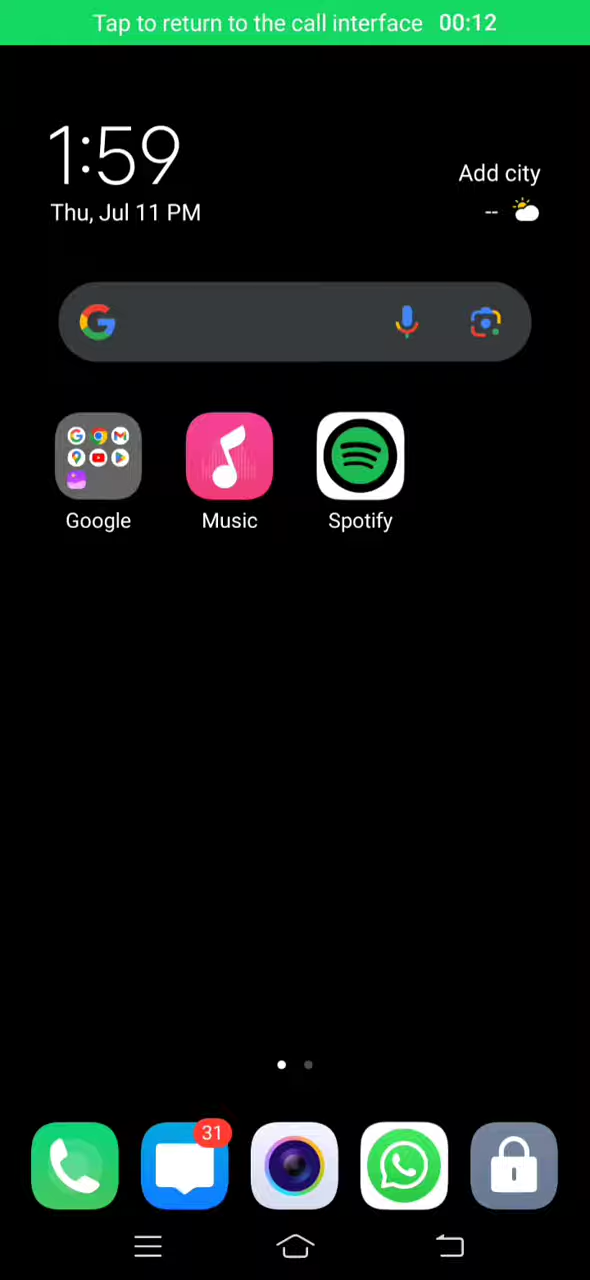 Tap to return to the call interface 00:12
1:59
Add city
Thu, Jul 11 PM
--
Google
Music
Spotify
31